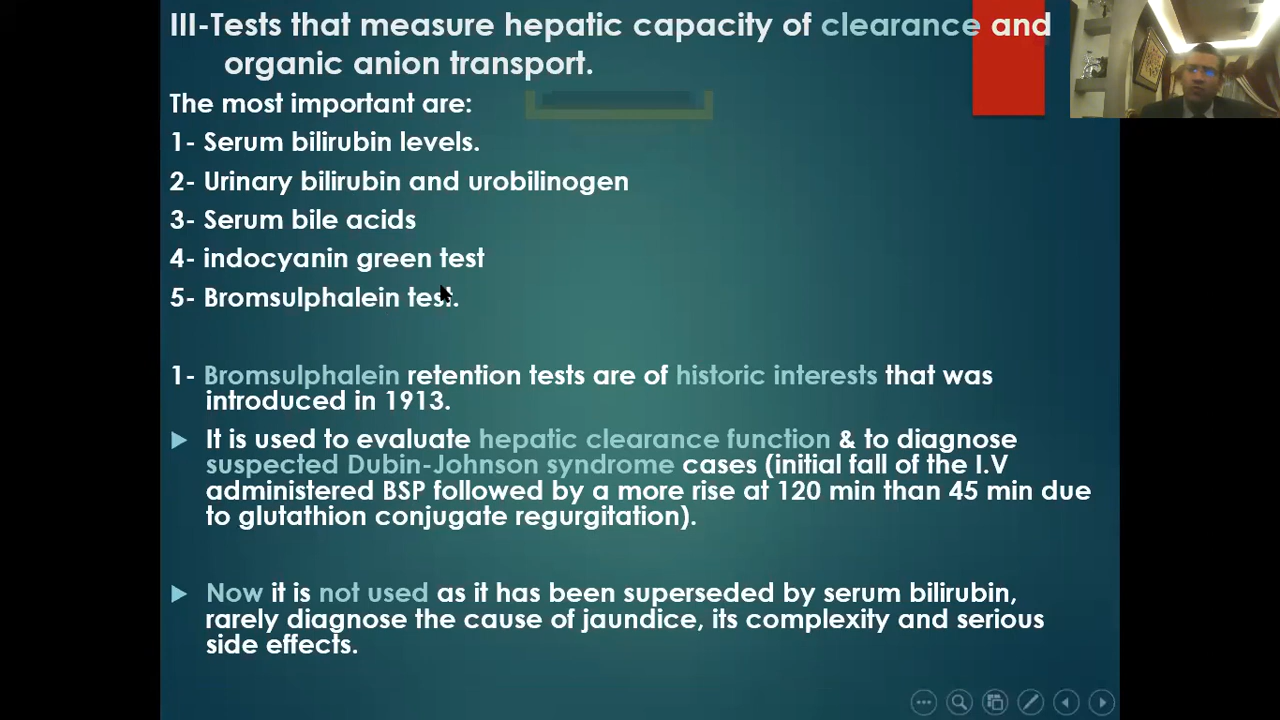 III-Tests that measure hepatic capacity of clearance and
organic anion transport.
The most important are:
1- Serum bilirubin levels.
2- Urinary bilirubin and urobilinogen
3- Serum bile acids
4- indocyanin green test
5- Bromsulphalein test.
1- Bromsulphalein retention tests are of historic interests that was
introduced in 1913.
It is used to evaluate hepatic clearance function & to diagnose
suspected Dubin-Johnson syndrome cases (initial fall of the I.V
administered BSP followed by a more rise at 120 min than 45 min due
to glutathion conjugate regurgitation).
Now it is not used as it has been superseded by serum bilirubin,
rarely diagnose the cause of jaundice, its complexity and serious
side effects.